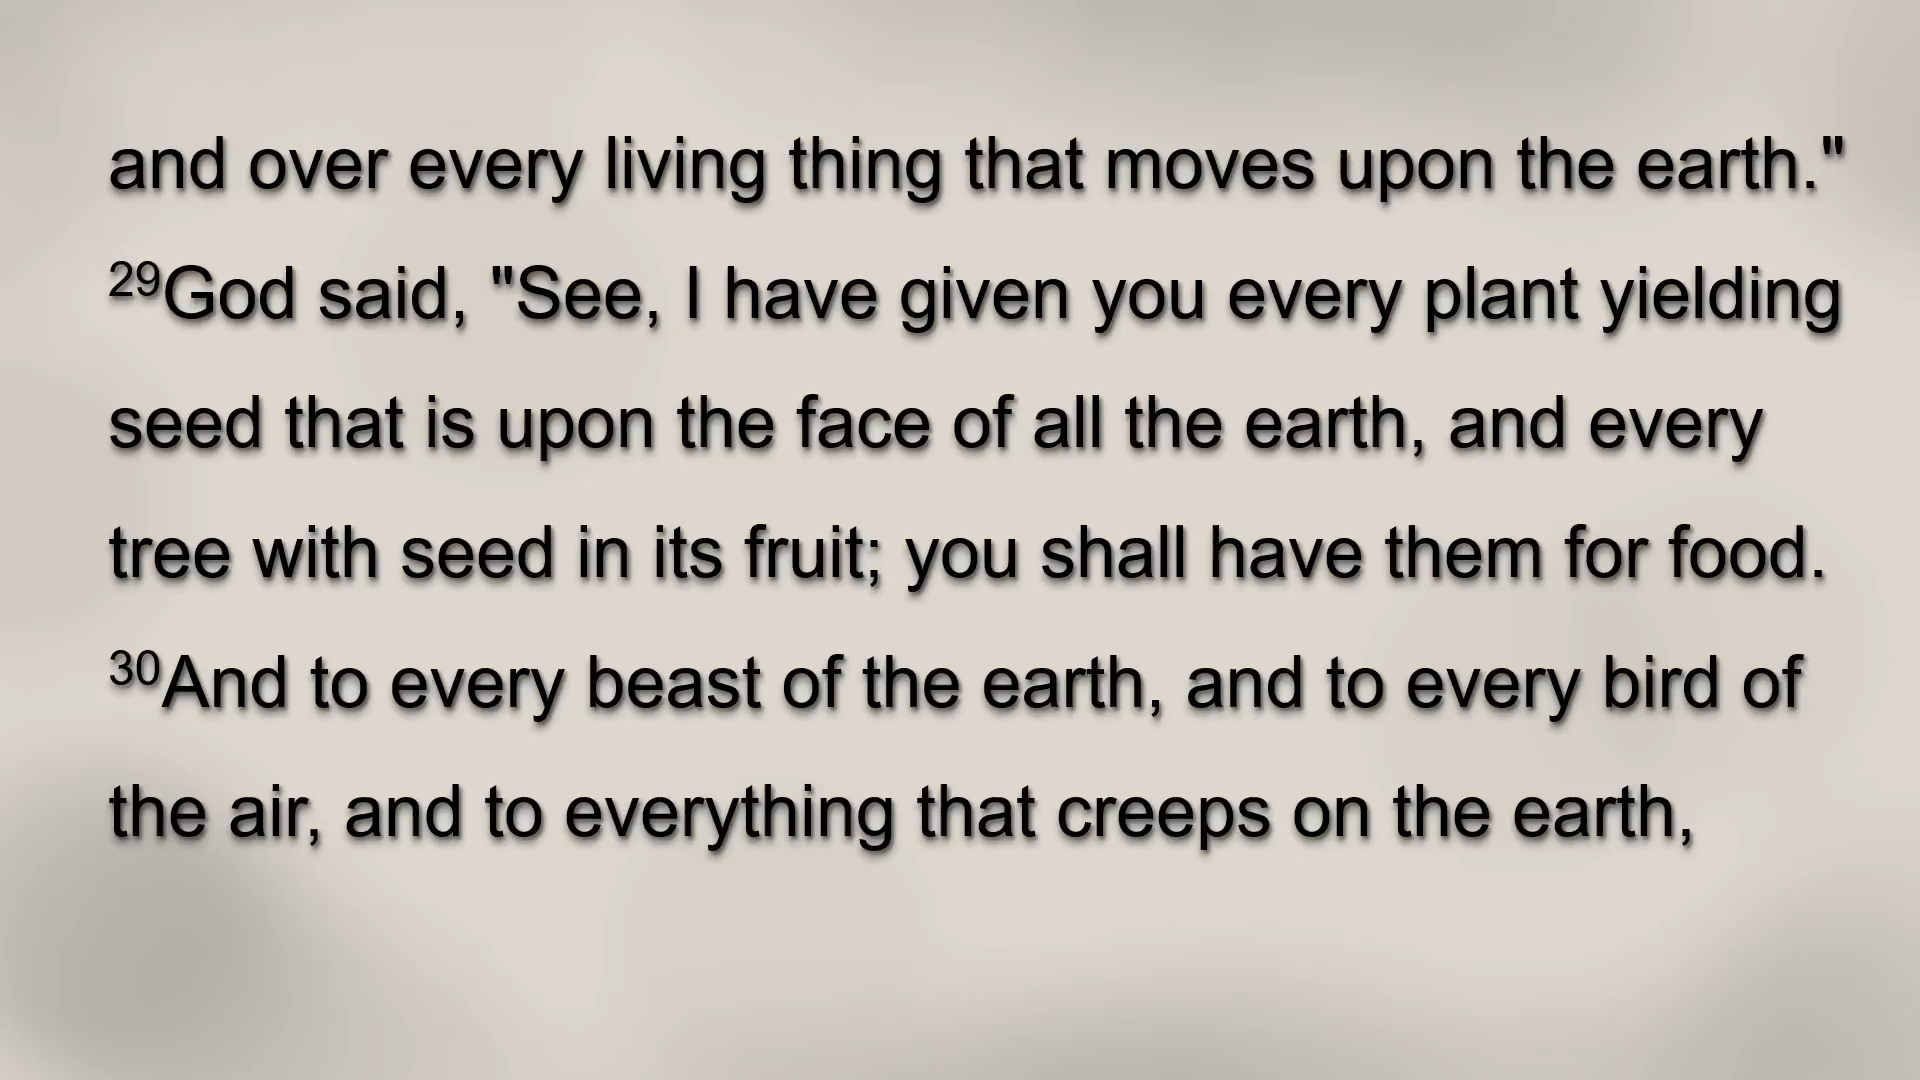 and over every living thing that moves upon the earth."
29God said, "See, I have given you every plant yielding
seed that is upon the face of all the earth, and every
tree with seed in its fruit; you shall have them for food.
30And to every beast of the earth, and to every bird of
the air, and to everything that creeps on the earth,